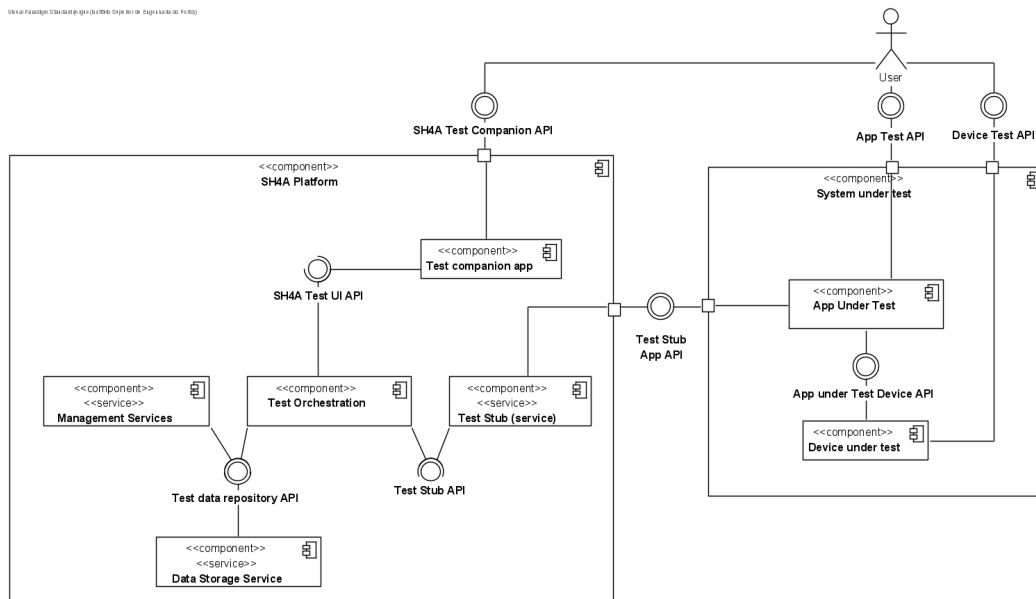 Visual Paradigm Standard
User
SH4A Test Companion API
App Test API
Device Test API
<<component>>
SH4A Platform
<<component>>
System under test
<<component>>
Test companion app
SH4A Test UI API
<<component>>
App Under Test
Test Stub
App API
App under Test Device API
<<component>>
<<service>>
Management Services
<<component>>
Test Orchestration
<<component>>
<<service>>
Test Stub (service)
<<component>>
Device under test
Test data repository API
Test Stub API
<<component>>
<<service>>
Data Storage Service